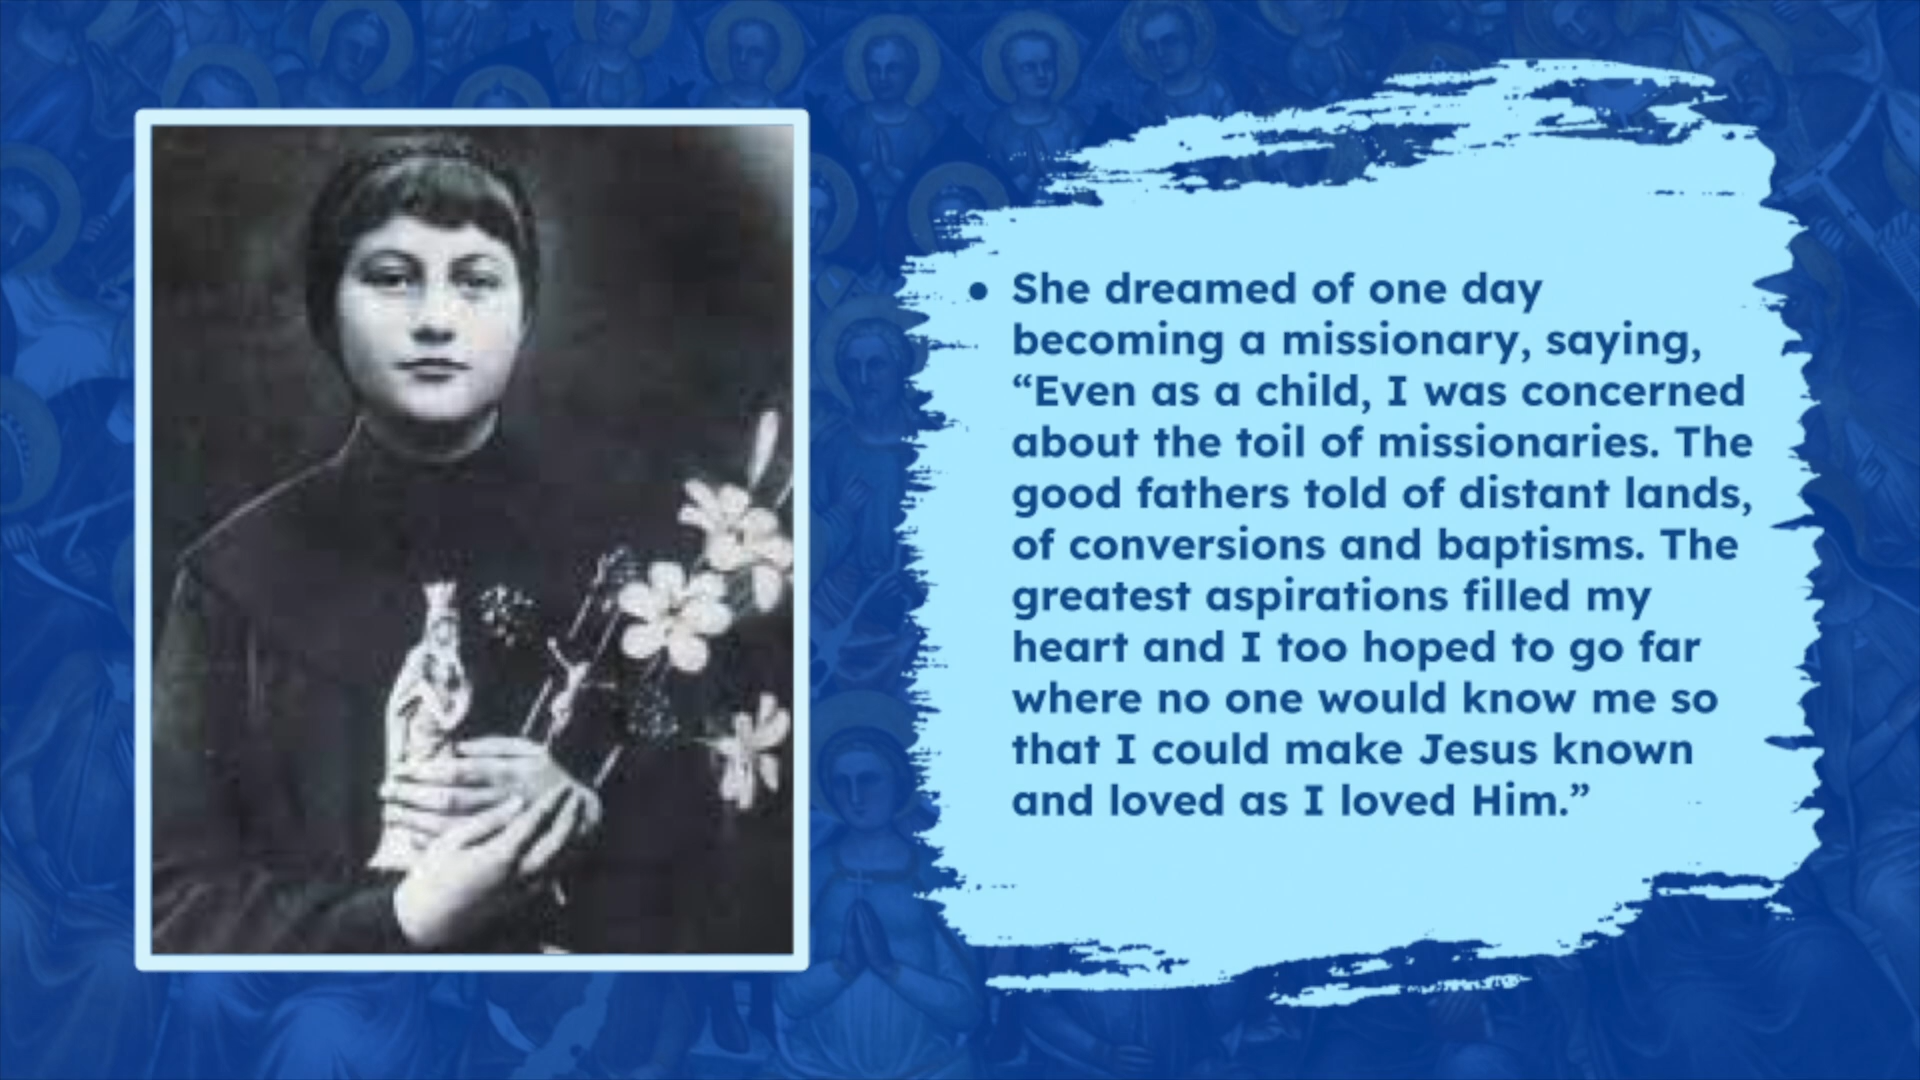 • She dreamed of one day
becoming a missionary, saying,
“Even as a child, I was concerned
about the toil of missionaries. The
good fathers told of distant lands,
of conversions and baptisms. The
greatest aspirations filled my
heart and I too hoped to go far
where no one would know me so
that I could make Jesus known
and loved as I loved Him.”